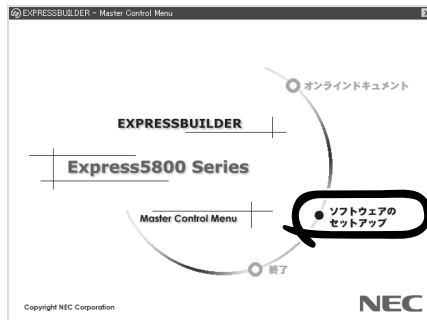 EXPRESSBUILDER - Master Control Menu
オンラインドキュメント
EXPRESSBUILDER
Express5800 Series
Master Control Menu
ソフトウェアの
セットアップ
終了
Copyright NEC Corporation
NEC